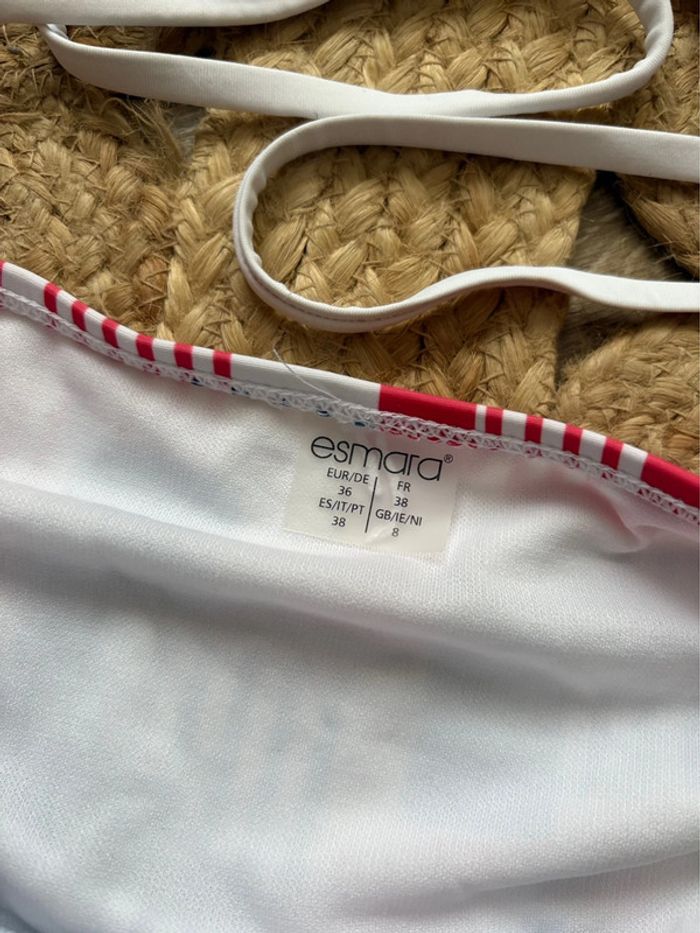 esmara®
EUR/DE FR
36 38
ES/IT/PT GB/IE/NI
38 8